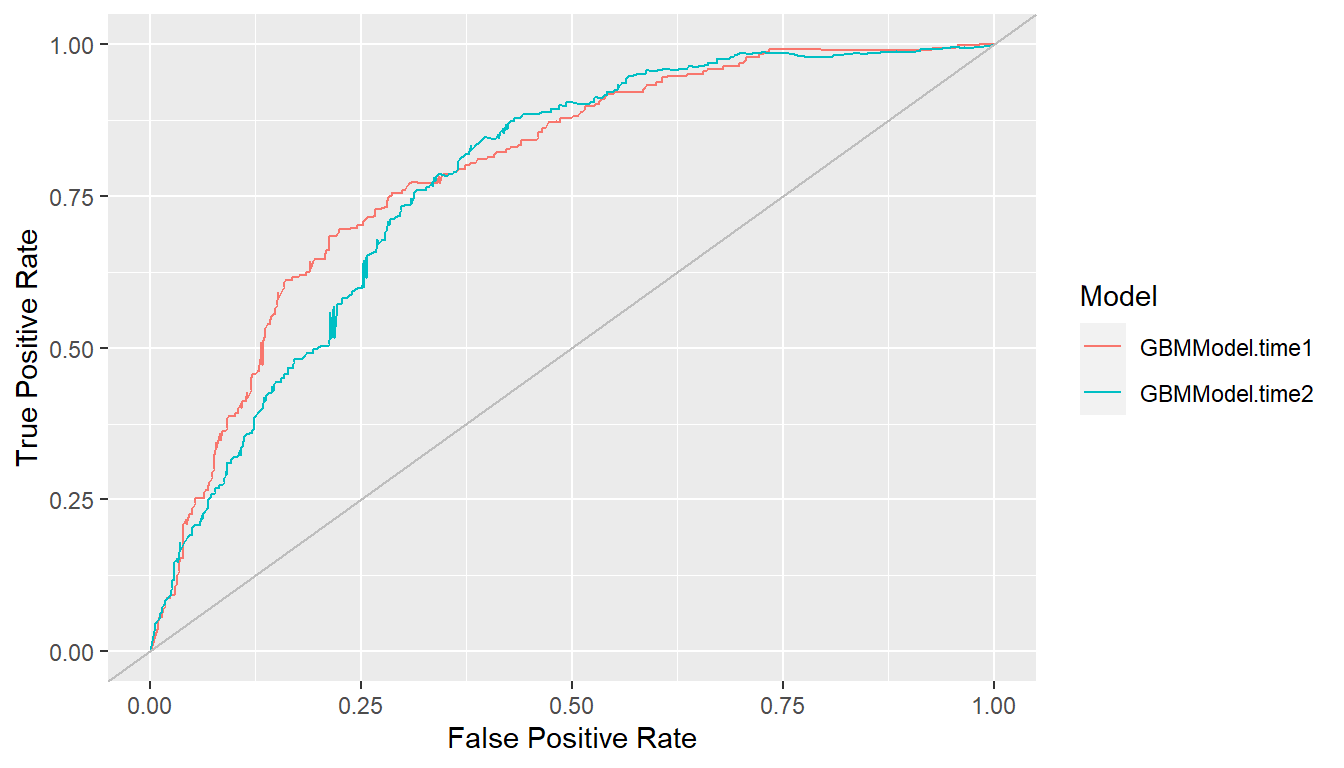 1.00
0.75
0.50
0.25
0.00
True Positive Rate
0.00 0.25 0.50 0.75 1.00
False Positive Rate
Model
GBMModel.time1
GBMModel.time2